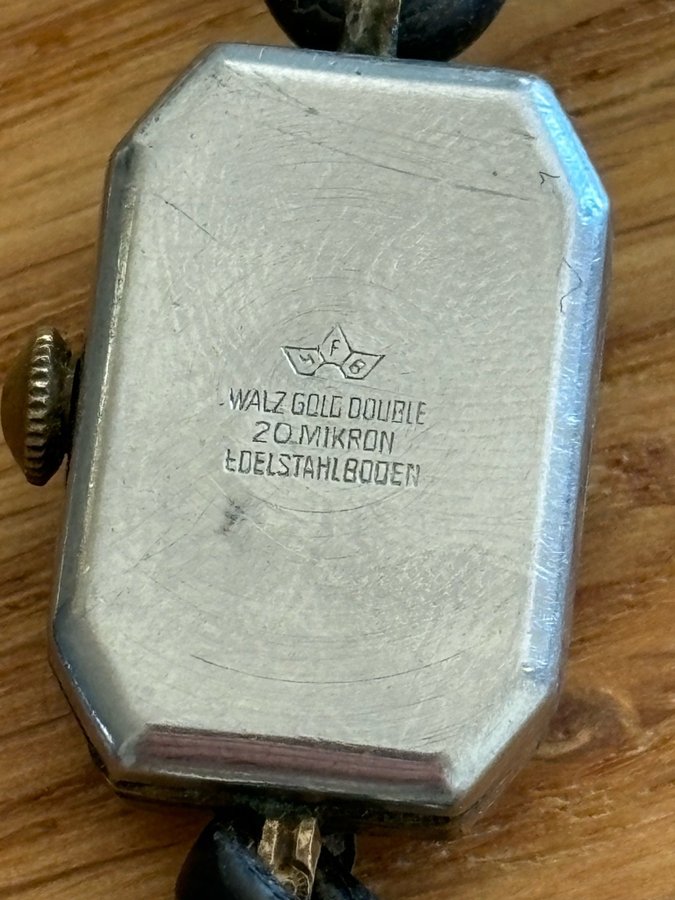 F
WALZ GOLD DOUBLE
20 MIKRON
EDELSTAHLBODEN